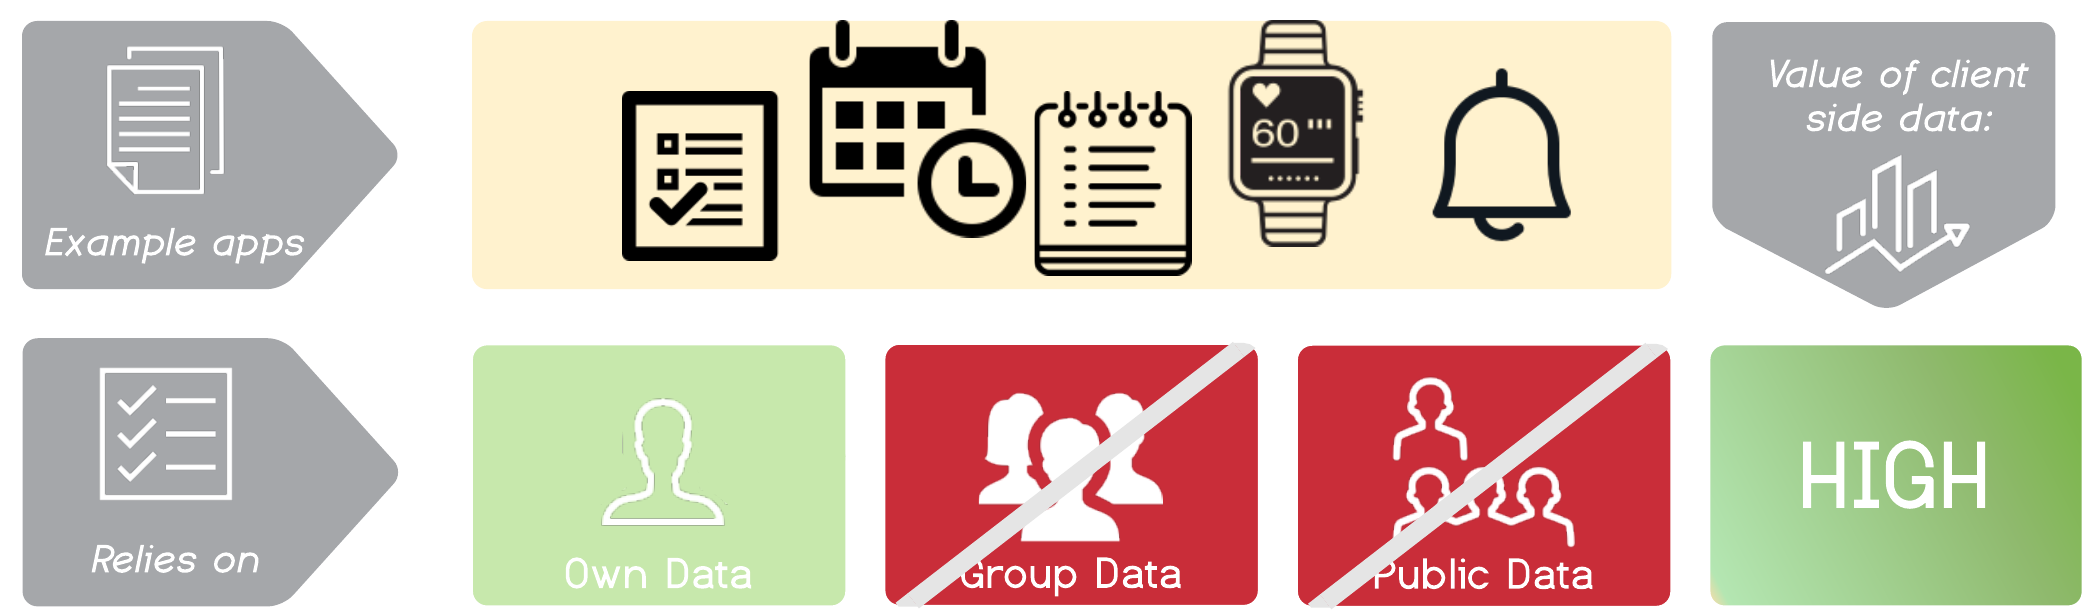 Example apps
60
Value of client
side data:
Relies on
Own Data
Group Data
Public Data
HIGH